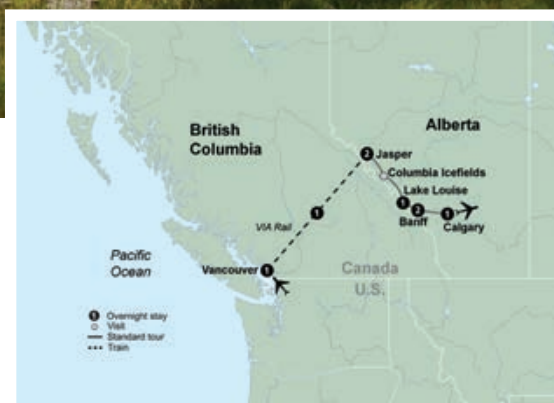 British
Columbia
Alberta
2
Jasper
Columbia Icefields
Lake Louise
1
2
Banff
1
Calgary
1
VIA Rail
Pacific
Ocean
Vancouver
1
Canada
U.S.
1 Overnight stay
Visit
Standard tour
Train